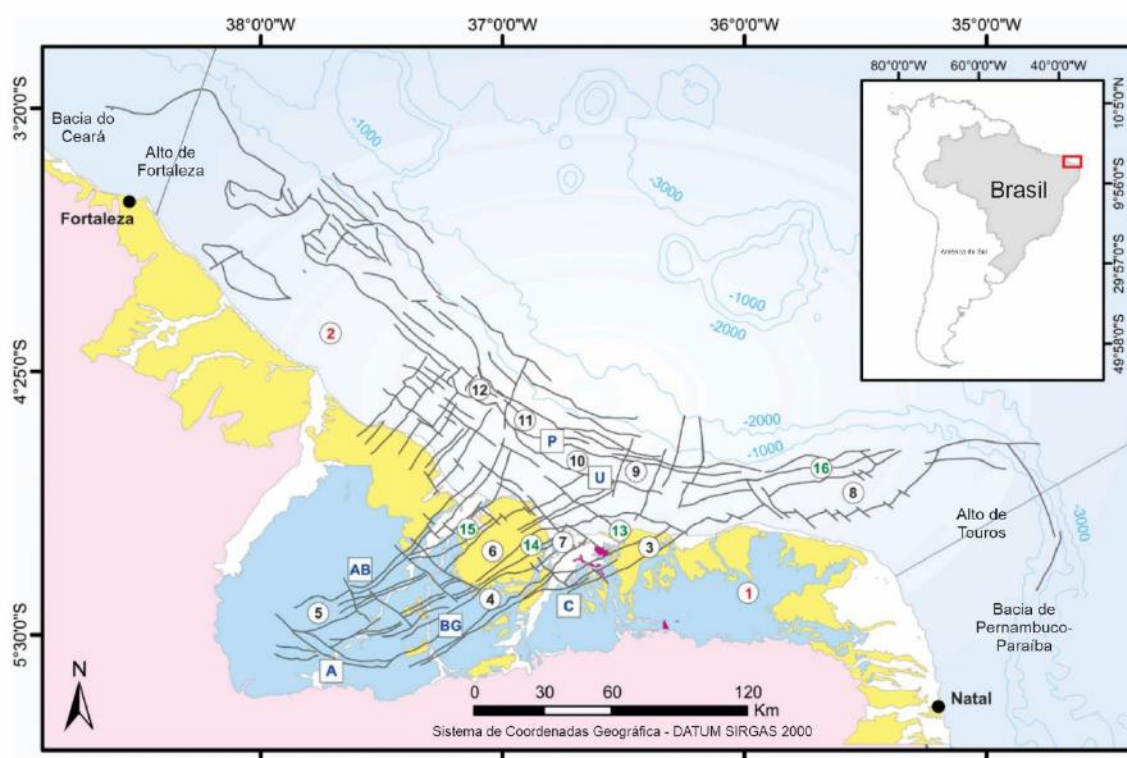 38°0'0"W
37°0'0"W
36°0'0"W
35°0'0"W
80°0'0"W
60°0'0"W
40°0'0"W
3°20'0"S
4°25'0"S
5°30'0"S
10°5'0"N
9°56'0"S
29°57'0"S
49°58'0"S
Bacia do
Ceará
Alto de
Fortaleza
Fortaleza
-1000
-3000
-1000
-2000
-2000
-1000
-3000
Brasil
América do Sul
2
12
11
P
10
U
9
16
8
15
6
14
7
13
3
AB
5
4
BG
C
A
1
Alto de
Touros
Bacia de
Pernambuco-
Paraíba
Natal
N
0 30 60 120
Km
Sistema de Coordenadas Geográfica - DATUM SIRGAS 2000